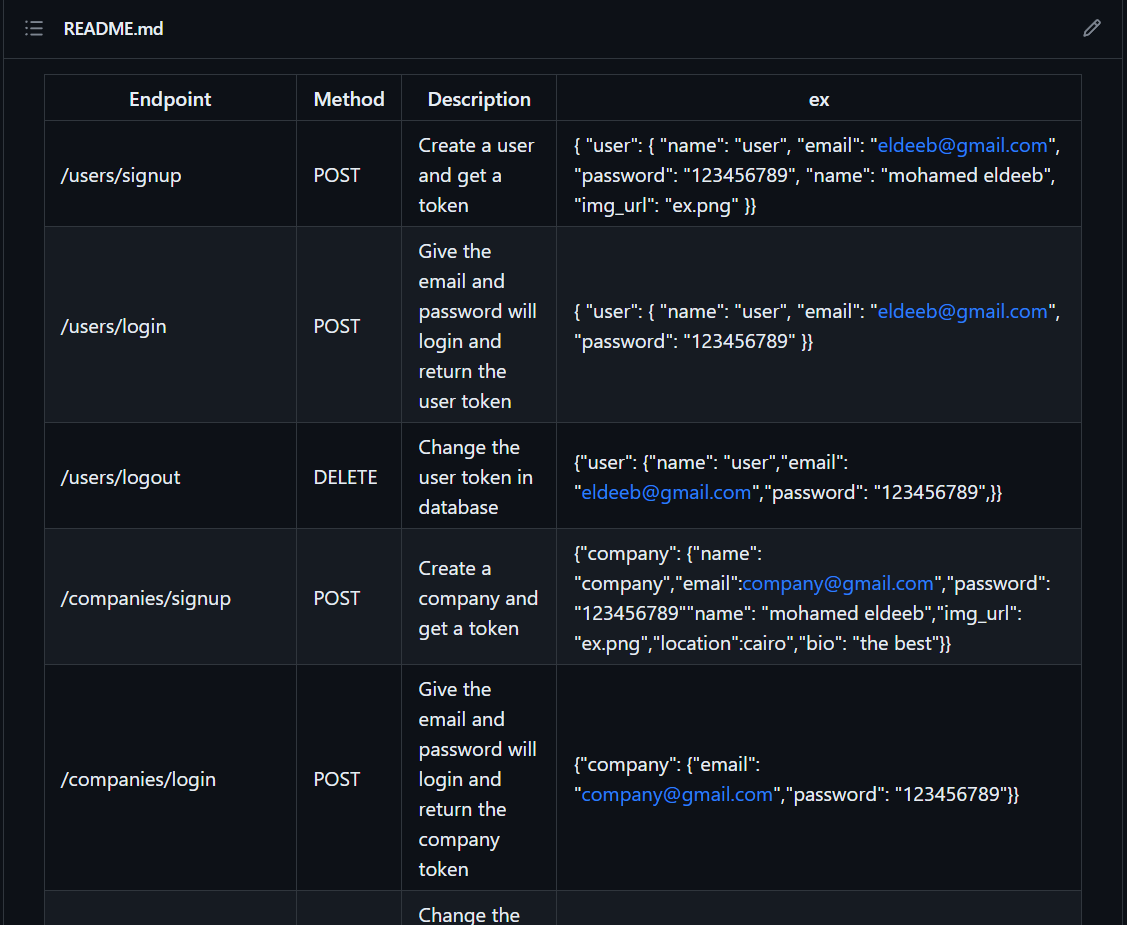 README.md
Endpoint Method Description ex
/users/signup
POST
Create a user
and get a
token
{ "user": { "name": "user", "email": "eldeeb@gmail.com",
"password": "123456789", "name": "mohamed eldeeb",
"img_url": "ex.png" }}
/users/login
POST
Give the
email and
password will
login and
return the
user token
{ "user": { "name": "user", "email": "eldeeb@gmail.com",
"password": "123456789" }}
/users/logout
DELETE
Change the
user token in
database
{"user": {"name": "user","email":
"eldeeb@gmail.com","password": "123456789",}}
/companies/signup
POST
Create a
company and
get a token
{"company": {"name":
"company","email":company@gmail.com","password":
"123456789""name": "mohamed eldeeb","img_url":
"ex.png","location":cairo","bio": "the best"}}
/companies/login
POST
Give the
email and
password will
login and
return the
company
token
{"company": {"email":
"company@gmail.com","password": "123456789"}}
Change the